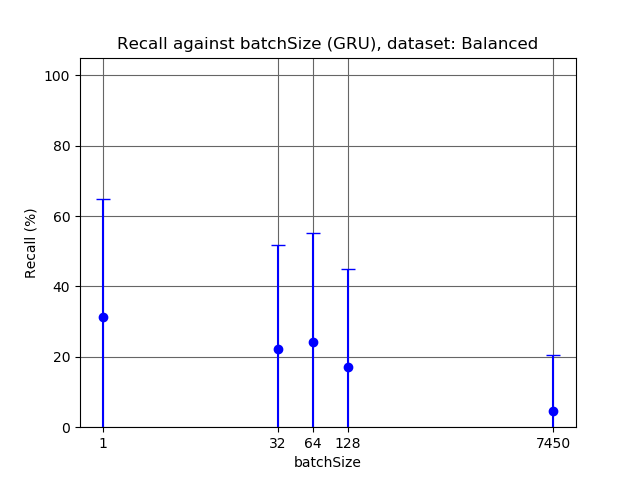 Recall against batchSize (GRU), dataset: Balanced
100
80
60
40
20
0
Recall (%)
1 32 64 128 7450
batchSize